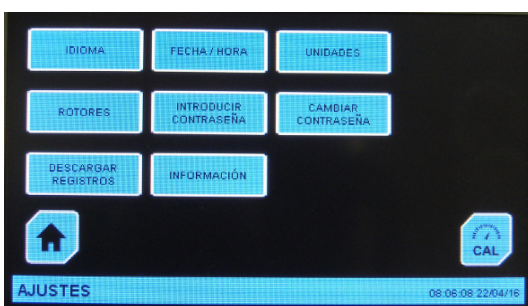 IDIOMA
FECHA / HORA
UNIDADES
ROTORES
INTRODUCIR
CONTRASEÑA
CAMBIAR
CONTRASEÑA
DESCARGAR
REGISTROS
INFORMACIÓN
CAL
AJUSTES
08:06:08 22/04/16